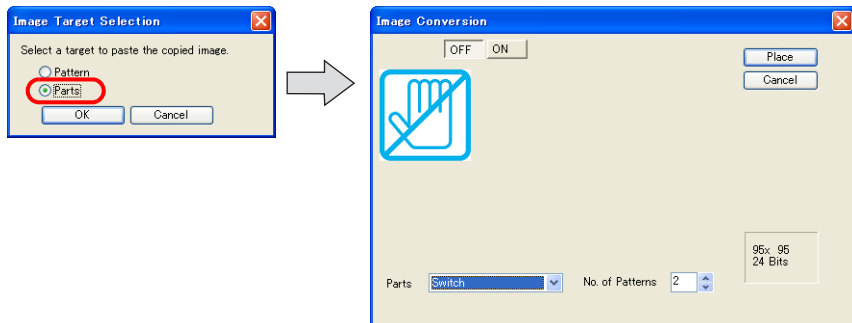 Image Target Selection
Select a target to paste the copied image.
Pattern
Parts
OK Cancel
Image Conversion
OFF ON
Place
Cancel
95x 95
24 Bits
Parts Switch No. of Patterns 2